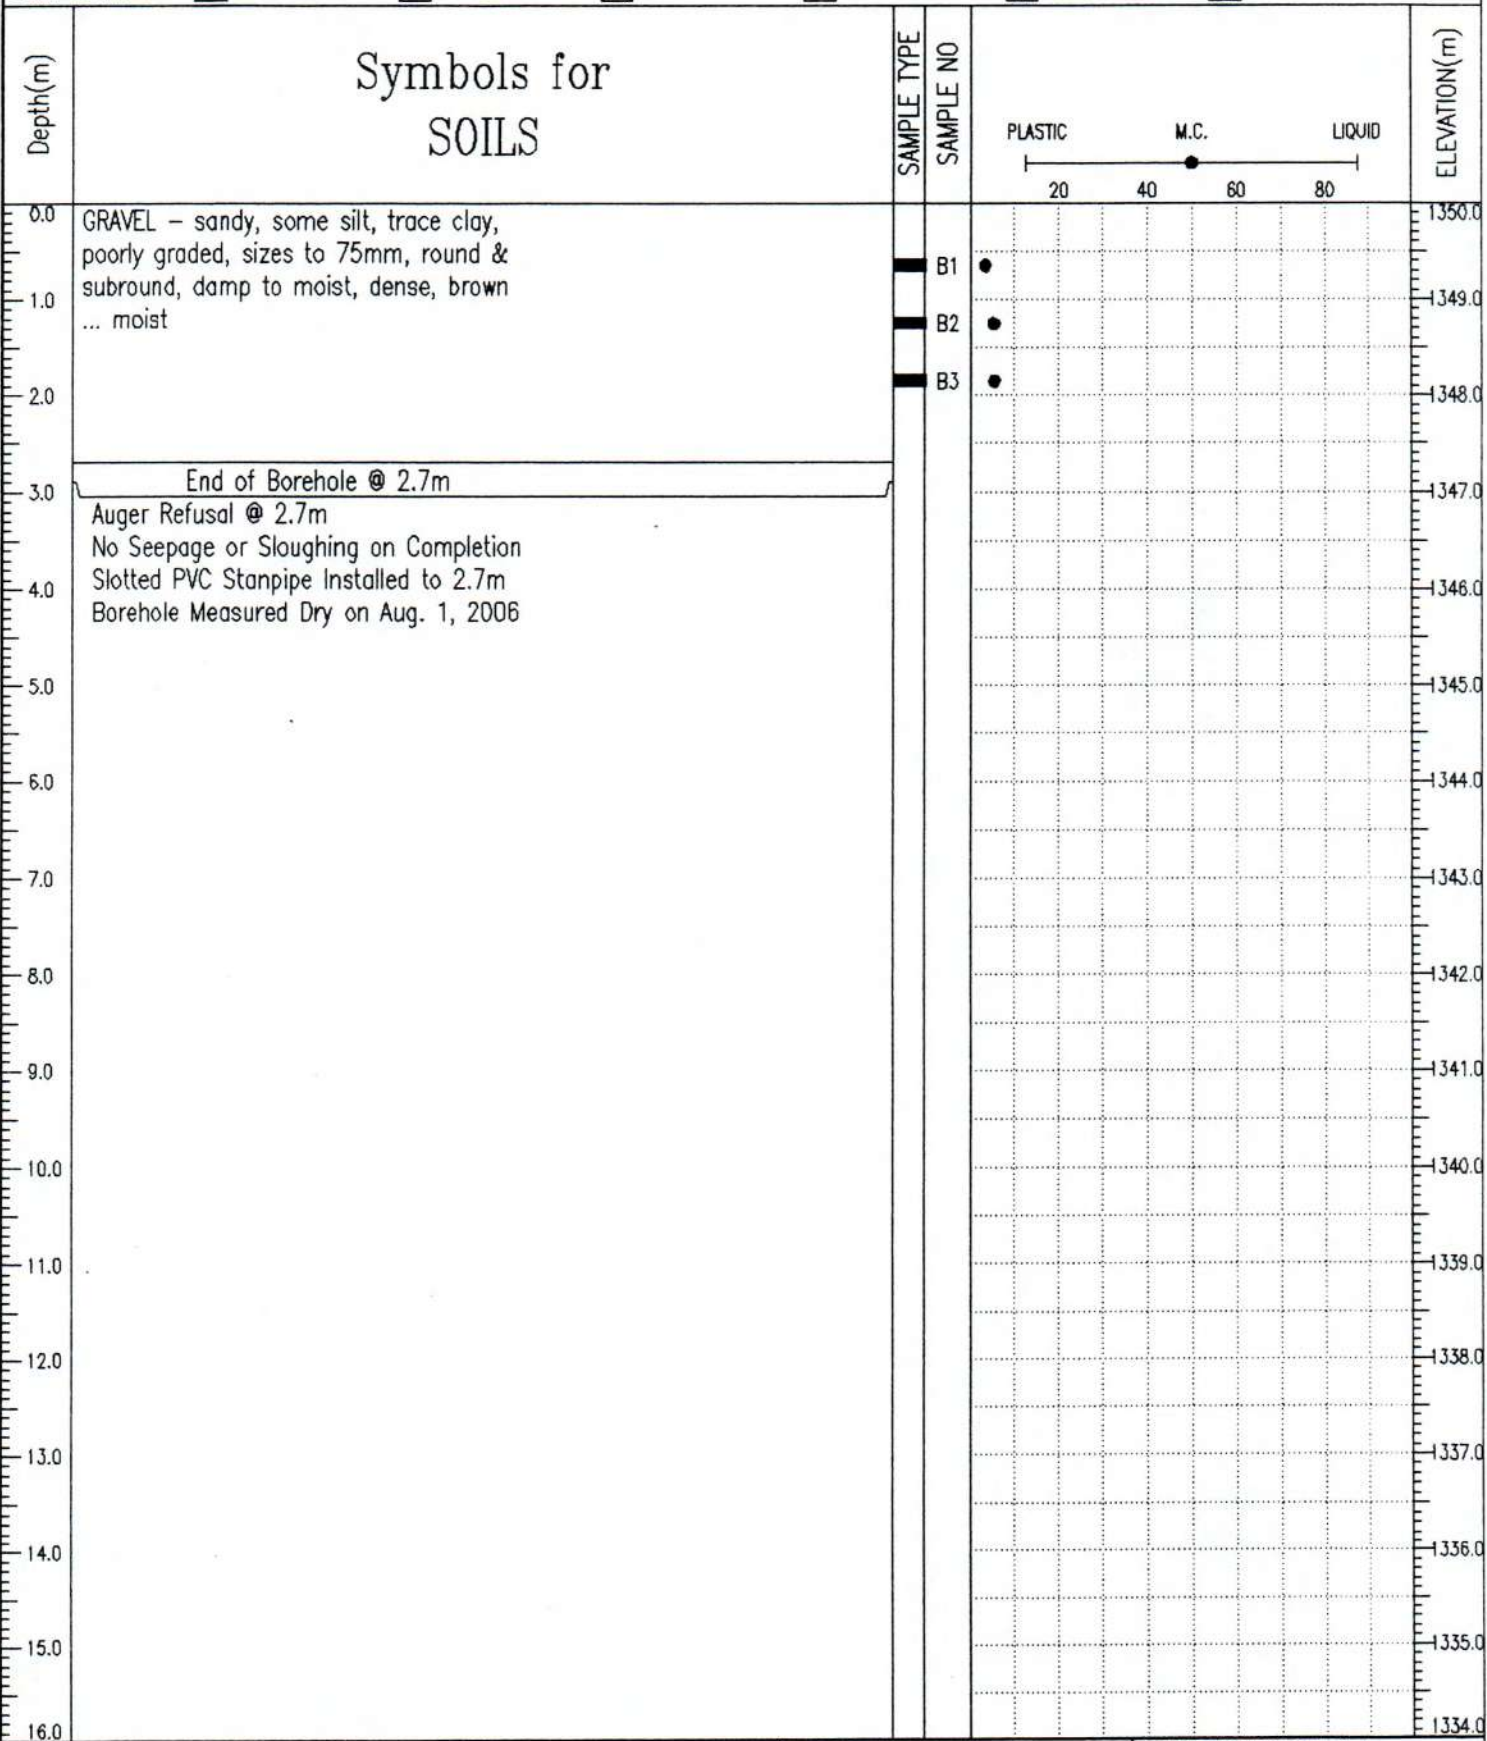 Depth(m)
Symbols for
SOILS
SAMPLE TYPE
SAMPLE NO
PLASTIC M.C. LIQUID
20 40 60 80
ELEVATION(m)
0.0
GRAVEL – sandy, some silt, trace clay,
poorly graded, sizes to 75mm, round &
subround, damp to moist, dense, brown
... moist
B1
B2
B3
End of Borehole @ 2.7m
Auger Refusal @ 2.7m
No Seepage or Sloughing on Completion
Slotted PVC Stanpipe Installed to 2.7m
Borehole Measured Dry on Aug. 1, 2006
1.0
2.0
3.0
4.0
5.0
6.0
7.0
8.0
9.0
10.0
11.0
12.0
13.0
14.0
15.0
16.0
1350.0
1349.0
1348.0
1347.0
1346.0
1345.0
1344.0
1343.0
1342.0
1341.0
1340.0
1339.0
1338.0
1337.0
1336.0
1335.0
1334.0